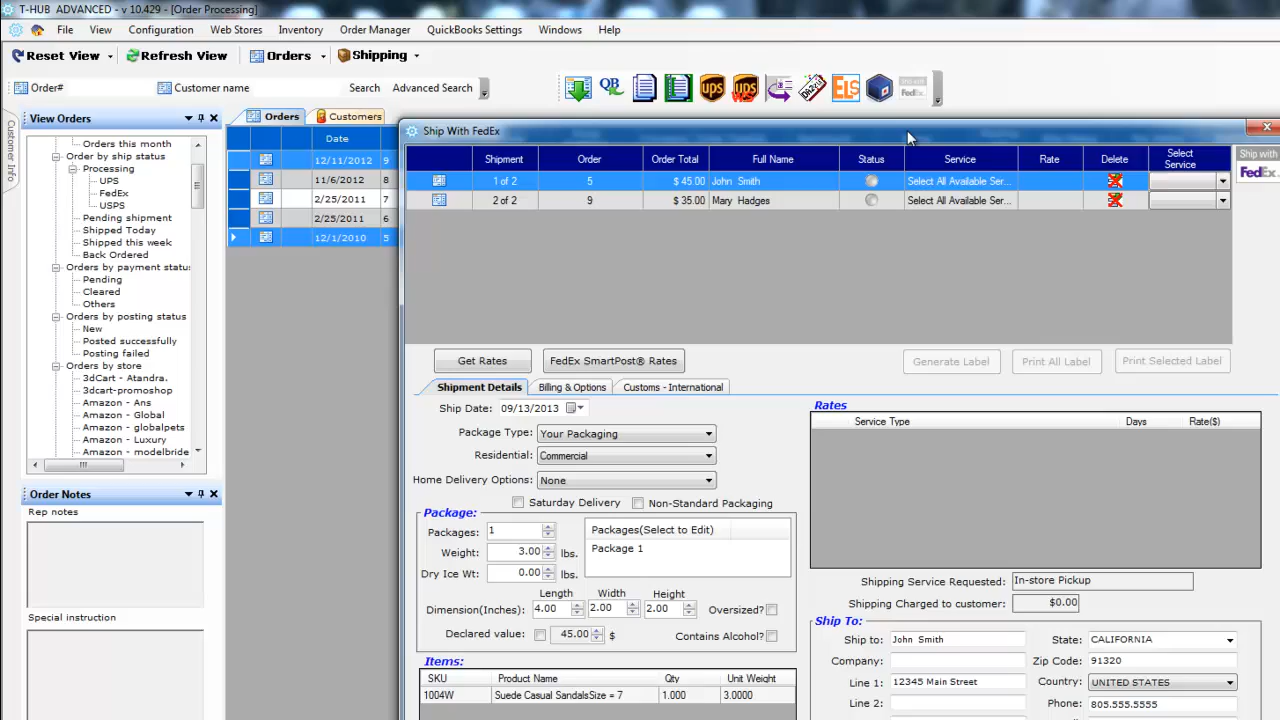 T-HUB ADVANCED - v 10.429 - [Order Processing]
File View Configuration Web Stores Inventory Order Manager QuickBooks Settings Windows Help
Reset View Refresh View Orders Shipping
Order# Customer name Search Advanced Search
Customer Info
View Orders
Orders this month
Order by ship status
Processing
UPS
FedEx
USPS
Pending shipment
Shipped Today
Shipped this week
Back Ordered
Orders by payment status
Pending
Cleared
Others
Orders by posting status
New
Posted successfully
Posting failed
Orders by store
3dCart - Atandra.
3dcart-promoshop
Amazon - Ans
Amazon - Global
Amazon - globalpets
Amazon - Luxury
Amazon - modelbride
Order Notes
Rep notes
Special instruction
Orders Customers
Date
12/11/2012 9
11/6/2012 8
2/25/2011 7
2/25/2011 6
12/1/2010 5
Ship With FedEx
Shipment Order Order Total Full Name Status Service Rate Delete Select Service
1 of 2 5 $ 45.00 John Smith Select All Available Ser...
2 of 2 9 $ 35.00 Mary Hadges Select All Available Ser...
Ship with
FedEx.
Get Rates FedEx SmartPost® Rates Generate Label Print All Label Print Selected Label
Shipment Details Billing & Options Customs - International
Ship Date: 09/13/2013
Package Type: Your Packaging
Residential: Commercial
Home Delivery Options: None
Saturday Delivery Non-Standard Packaging
Package:
Packages: 1
Weight: 3.00 lbs.
Dry Ice Wt: 0.00 lbs.
Packages(Select to Edit)
Package 1
Length Width Height
Dimension(Inches): 4.00 2.00 2.00 Oversized?
Declared value: 45.00 $ Contains Alcohol?
Items:
SKU Product Name Qty Unit Weight
1004W Suede Casual SandalsSize = 7 1.000 3.0000
Rates
Service Type Days Rate($)
Shipping Service Requested: In-store Pickup
Shipping Charged to customer: $0.00
Ship To:
Ship to: John Smith State: CALIFORNIA
Company: Zip Code: 91320
Line 1: 12345 Main Street Country: UNITED STATES
Line 2: Phone: 805.555.5555